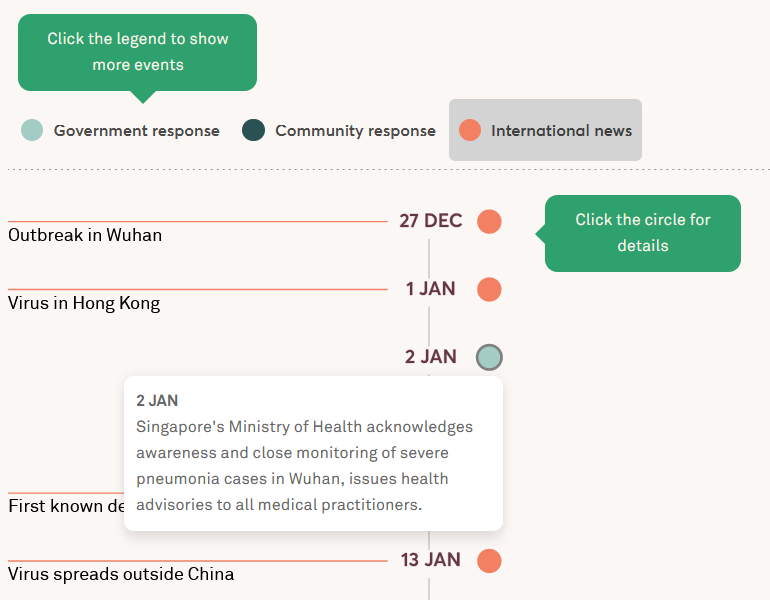 Click the legend to show
more events
Government response
Community response
International news
27 DEC
Outbreak in Wuhan
Click the circle for
details
1 JAN
Virus in Hong Kong
2 JAN
2 JAN
Singapore's Ministry of Health acknowledges
awareness and close monitoring of severe
pneumonia cases in Wuhan, issues health
advisories to all medical practitioners.
First known
13 JAN
Virus spreads outside China